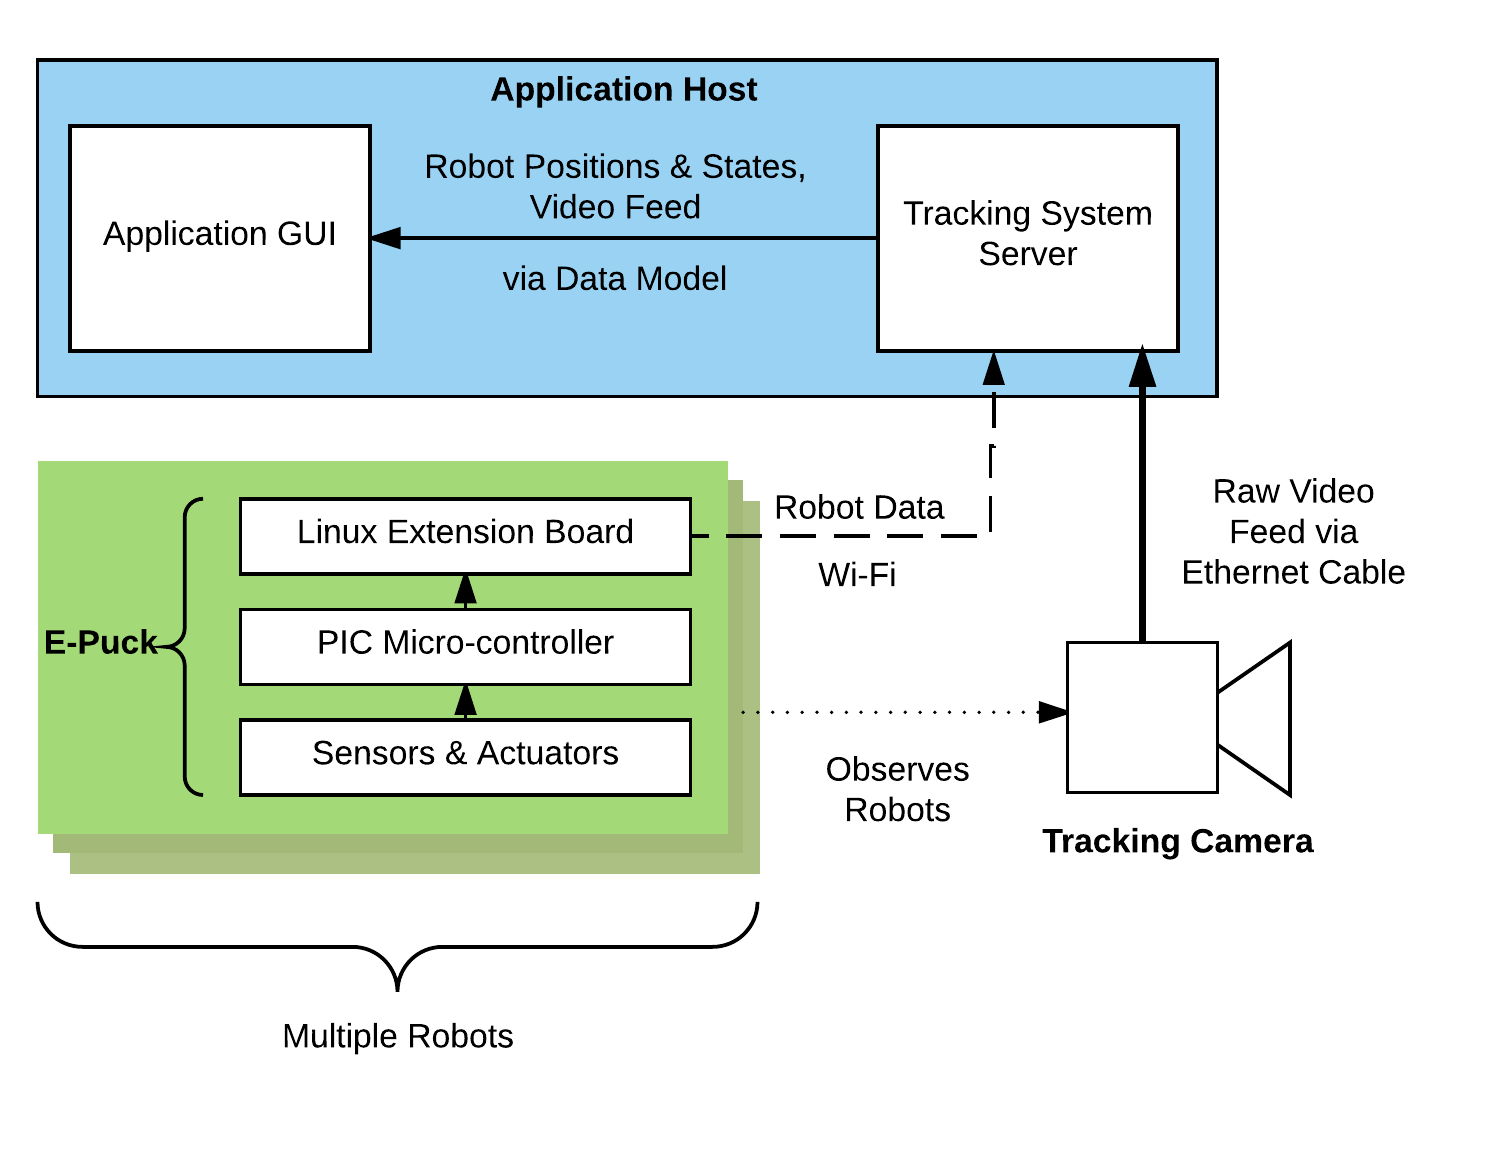 Application Host
Application GUI
Robot Positions & States,
Video Feed
via Data Model
Tracking System
Server
E-Puck
Linux Extension Board
PIC Micro-controller
Sensors & Actuators
Robot Data
Wi-Fi
Raw Video
Feed via
Ethernet Cable
Observes
Robots
Tracking Camera
Multiple Robots